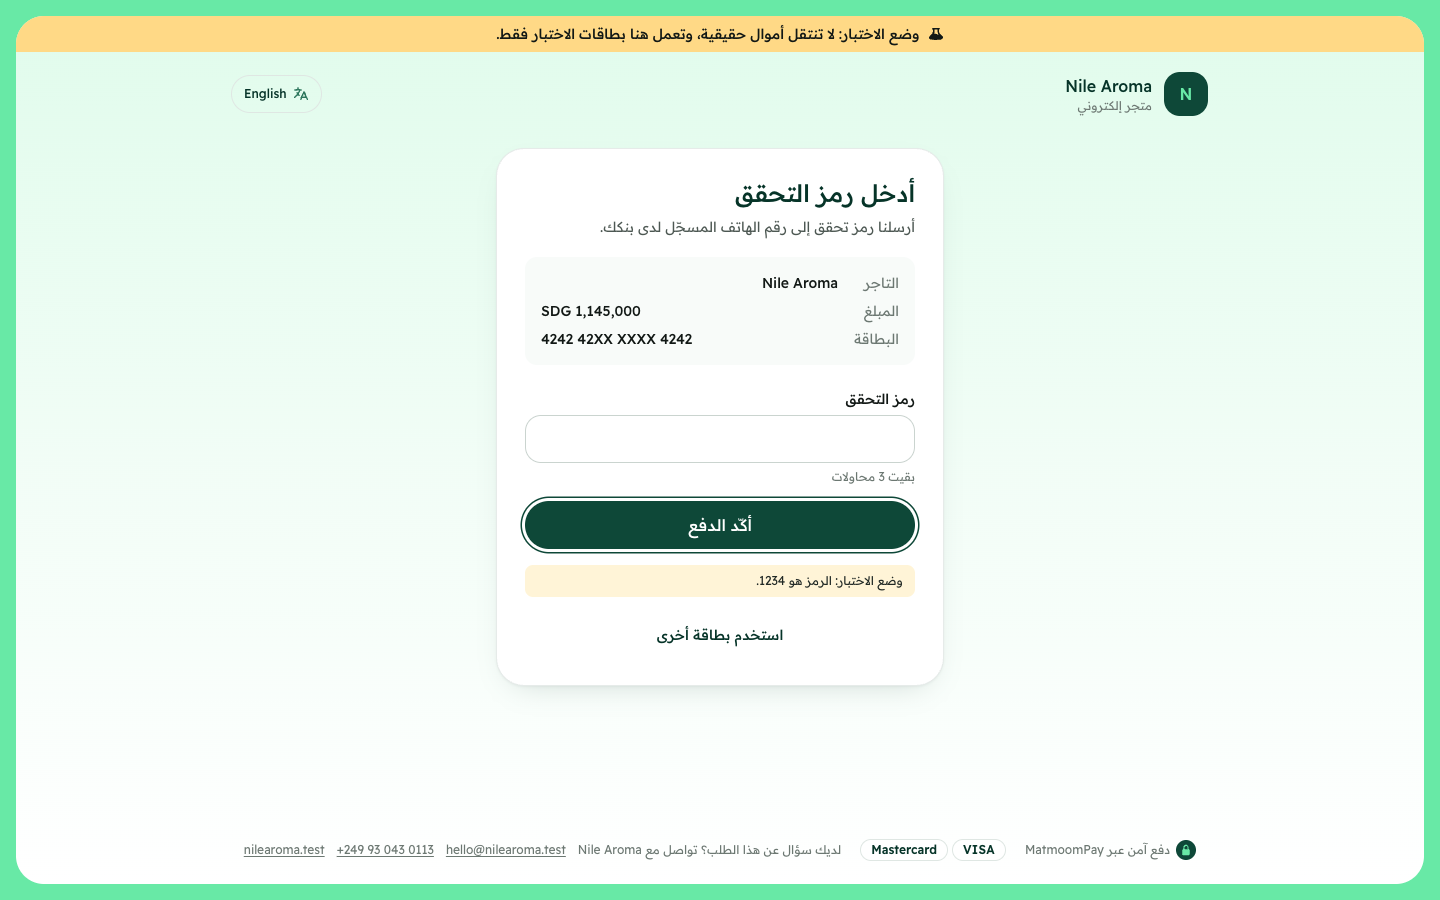 وضع الاختبار: لا تنتقل أموال حقيقية، وتعمل هنا بطاقات الاختبار فقط.
N
Nile Aroma
متجر إلكتروني
English
أدخل رمز التحقق
أرسلنا رمز تحقق إلى رقم الهاتف المسجّل لدى بنكك.
التاجر Nile Aroma
المبلغ SDG 1,145,000
البطاقة 4242 42XX XXXX 4242
رمز التحقق
بقيت 3 محاولات
أكّد الدفع
وضع الاختبار: الرمز هو 1234.
استخدم بطاقة أخرى
دفع آمن عبر MatmoomPay VISA Mastercard لديك سؤال عن هذا الطلب؟ تواصل مع Nile Aroma hello@nilearoma.test +249 93 043 0113 nilearoma.test